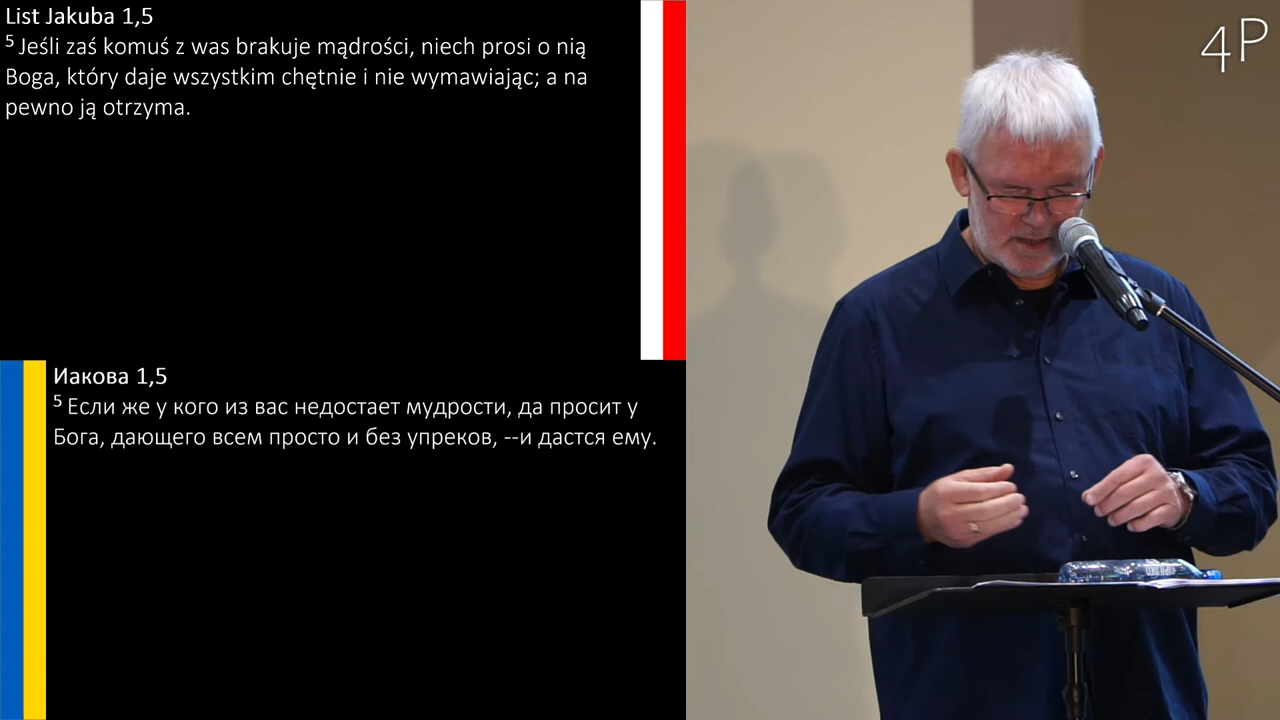 List Jakuba 1,5
5 Jeśli zaś komuś z was brakuje mądrości, niech prosi o nią
Boga, który daje wszystkim chętnie i nie wymawiając; a na
pewno ją otrzyma.
Иакова 1,5
5 Если же у кого из вас недостает мудрости, да просит у
Бога, дающего всем просто и без упреков, --и дастся ему.
4P